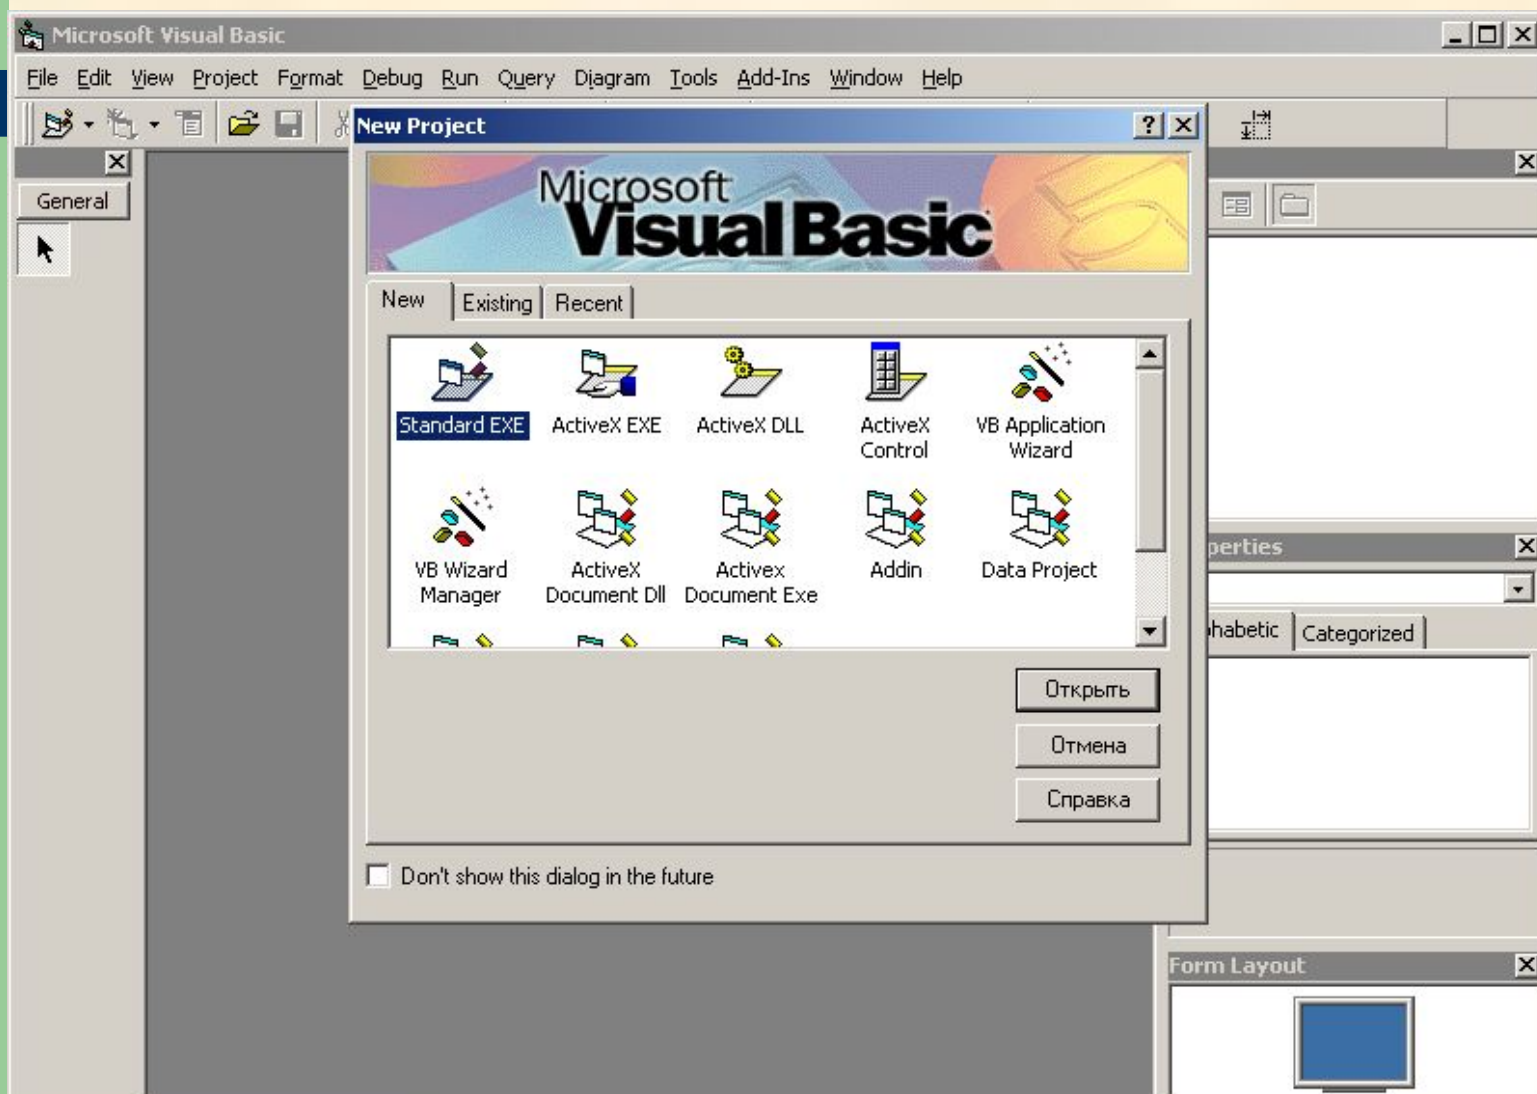 Microsoft Visual Basic
File Edit View Project Format Debug Run Query Diagram Tools Add-Ins Window Help
New Project
General
Microsoft
Visual Basic
New Existing Recent
Standard EXE ActiveX EXE ActiveX DLL ActiveX Control VB Application Wizard
VB Wizard Manager ActiveX Document Dll Activex Document Exe Addin Data Project
perties
habetic Categorized
Открыть
Отмена
Справка
Don't show this dialog in the future
Form Layout